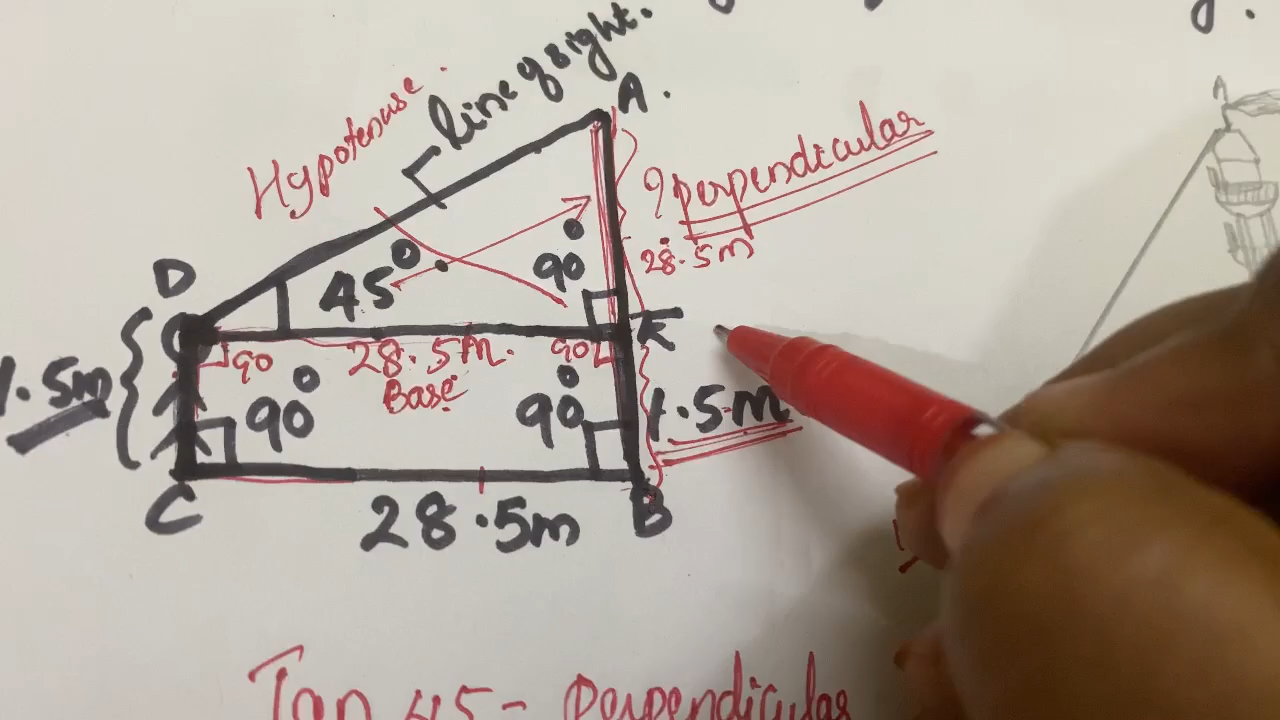 line of sight.
A.
Hypotenuse.
? perpendicular
28.5m
D
45°
90°
E
1.5m
90
28.5m.
90
Base
90°
90°
1.5m
C
28.5m
B
Tan 45 - Perpendicular